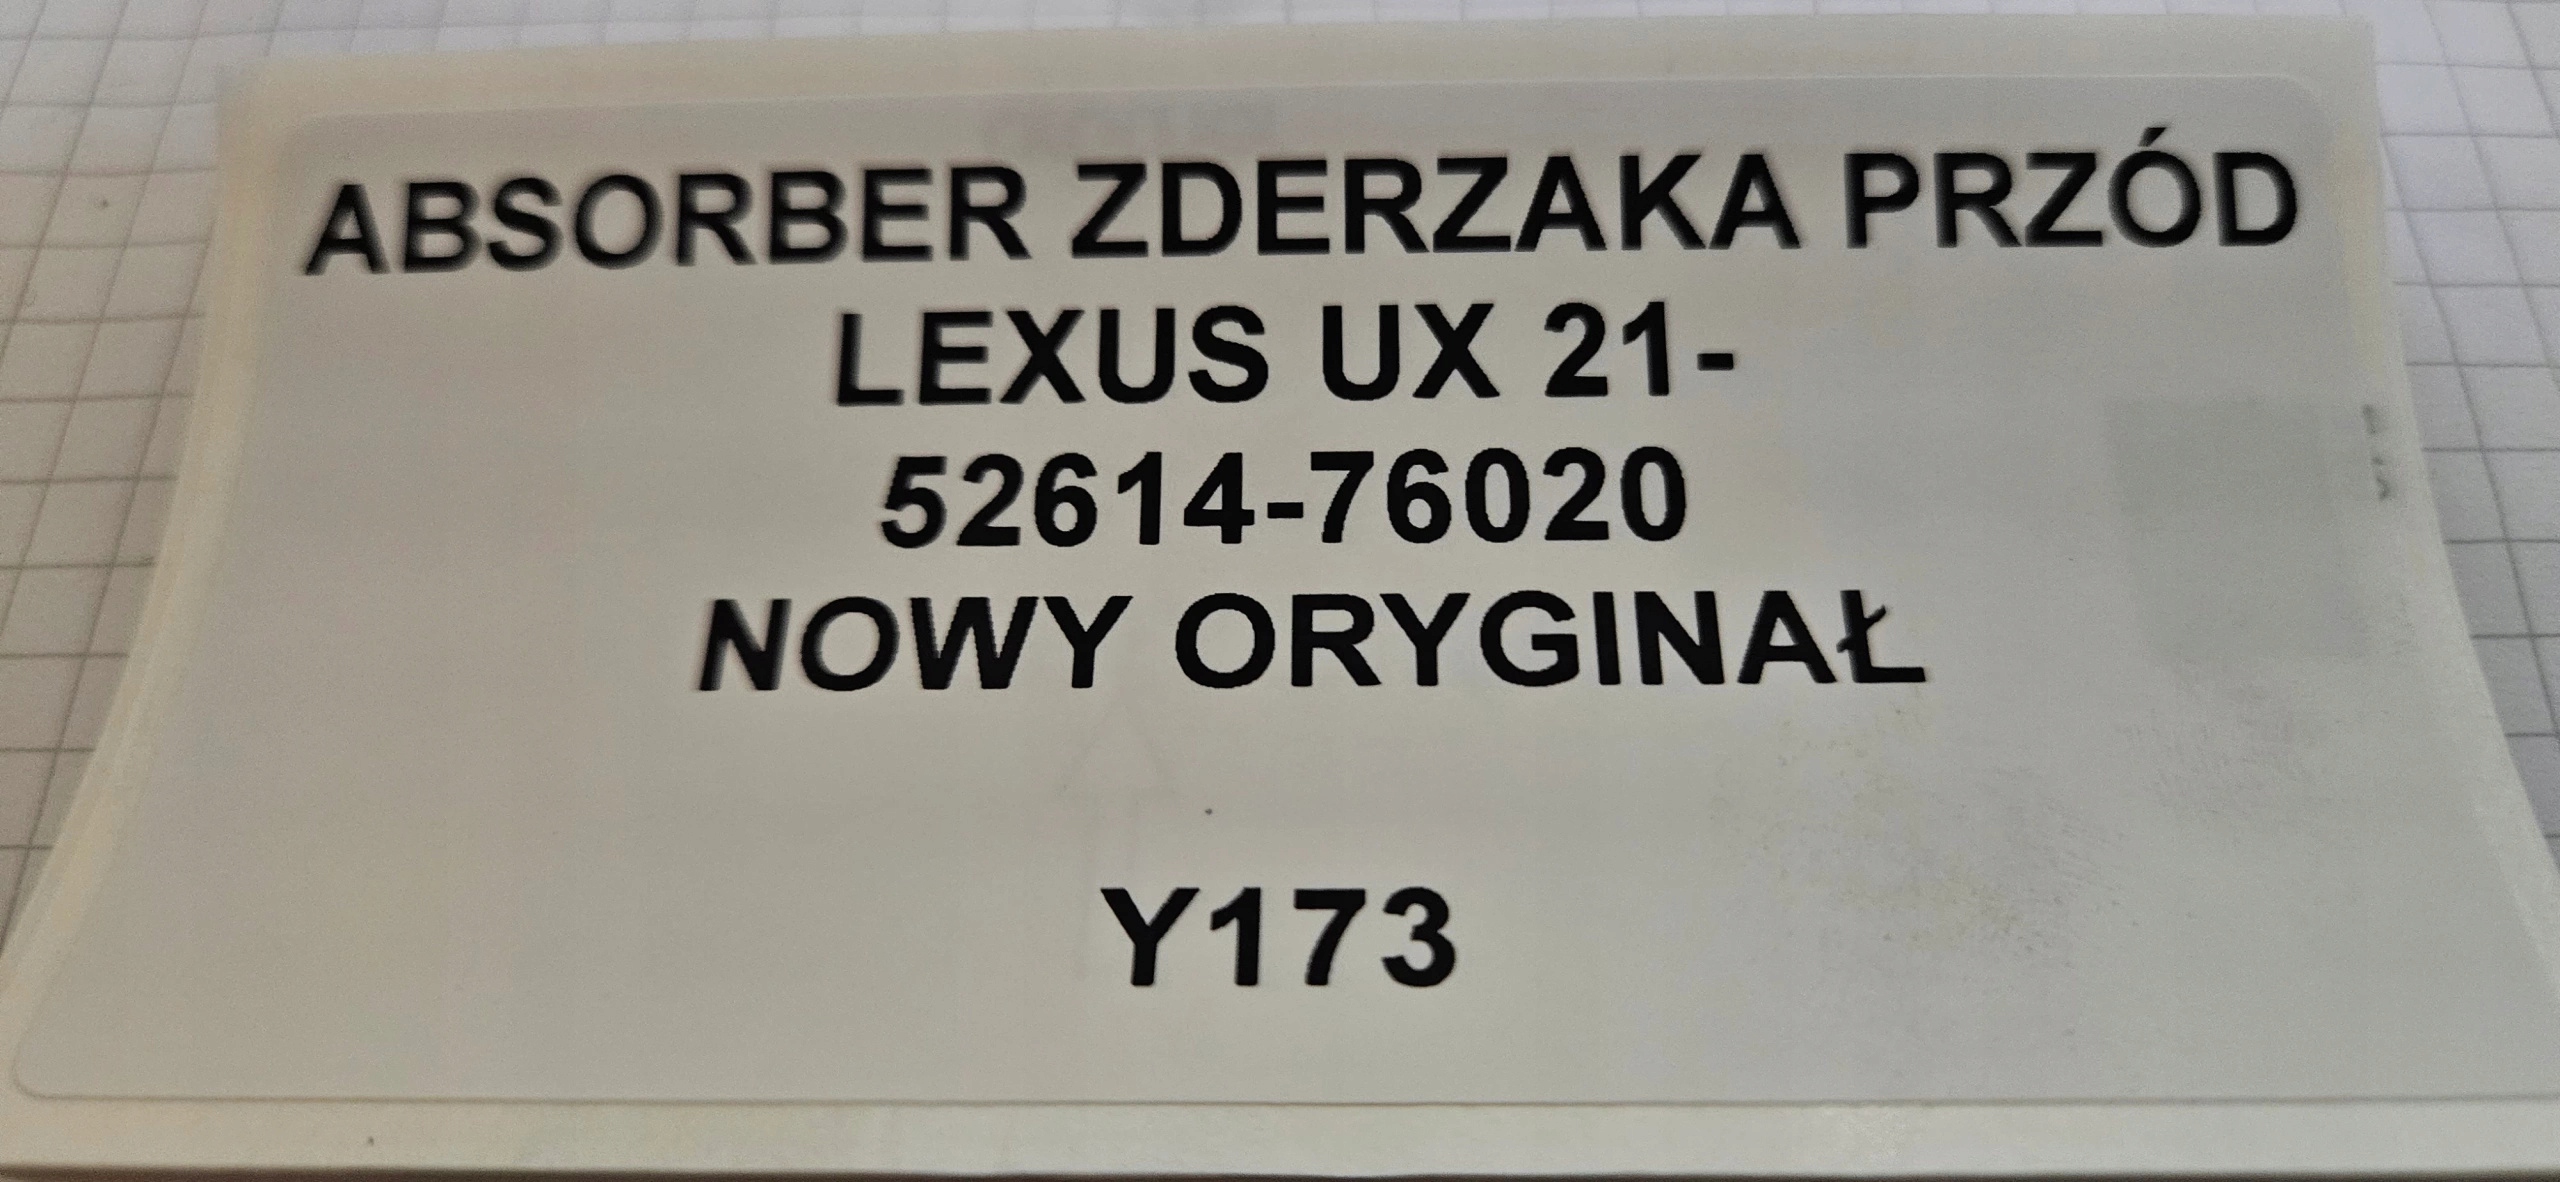 ABSORBER ZDERZAKA PRZÓD
LEXUS UX 21-
52614-76020
NOWY ORYGINAŁ
Y173